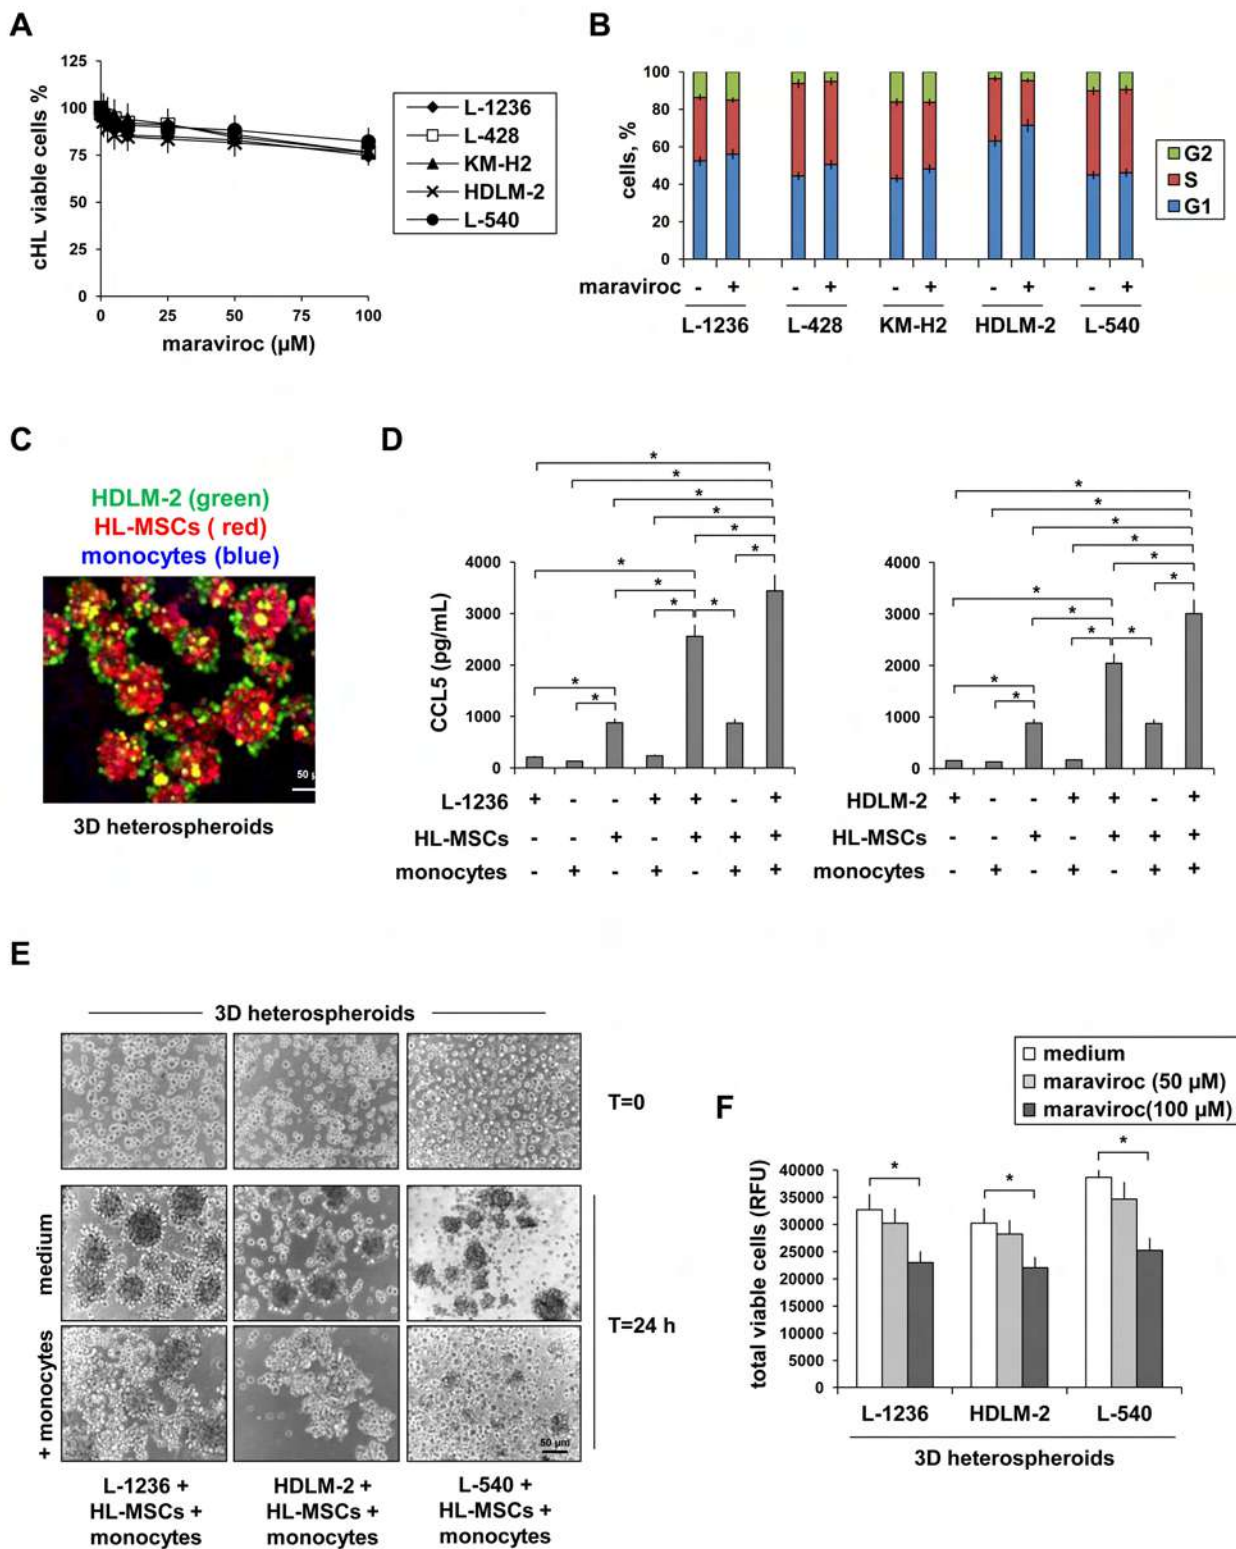 A
125
100
75
50
25
0
cHL viable cells %
0 25 50 75 100
maraviroc (µM)
L-1236
L-428
KM-H2
HDLM-2
L-540
B
100
80
60
40
20
0
cells, %
G2
S
G1
maraviroc - + - + - + - + - +
L-1236 L-428 KM-H2 HDLM-2 L-540
C
HDLM-2 (green)
HL-MSCs ( red)
monocytes (blue)
50 µ
3D heterospheroids
D
* * * * * * * * * * * *
4000
3000
2000
1000
0
CCL5 (pg/mL)
L-1236 + - - + + - +
HL-MSCs - - + - + + +
monocytes - + - + - + +
* * * * * * * * * * * *
4000
3000
2000
1000
0
HDLM-2 + - - + + - +
HL-MSCs - - + - + + +
monocytes - + - + - + +
E
3D heterospheroids
T=0
medium
+ monocytes
T=24 h
50 µm
L-1236 +
HL-MSCs +
monocytes
HDLM-2 +
HL-MSCs +
monocytes
L-540 +
HL-MSCs +
monocytes
F
medium
maraviroc (50 µM)
maraviroc(100 µM)
* * *
40000
35000
30000
25000
20000
15000
10000
5000
0
total viable cells (RFU)
L-1236 HDLM-2 L-540
3D heterospheroids